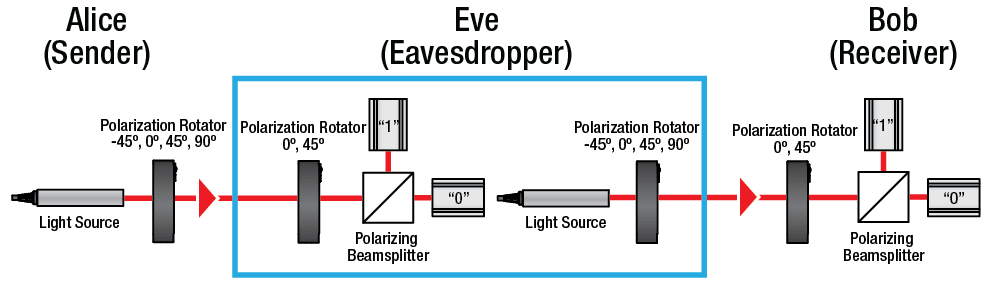 Alice
(Sender)
Eve
(Eavesdropper)
Bob
(Receiver)
Polarization Rotator
-45º, 0º, 45º, 90º
Light Source
Polarization Rotator
0º, 45º
"1"
"0"
Polarizing
Beamsplitter
Polarization Rotator
-45º, 0º, 45º, 90º
Light Source
Polarization Rotator
0º, 45º
"1"
"0"
Polarizing
Beamsplitter